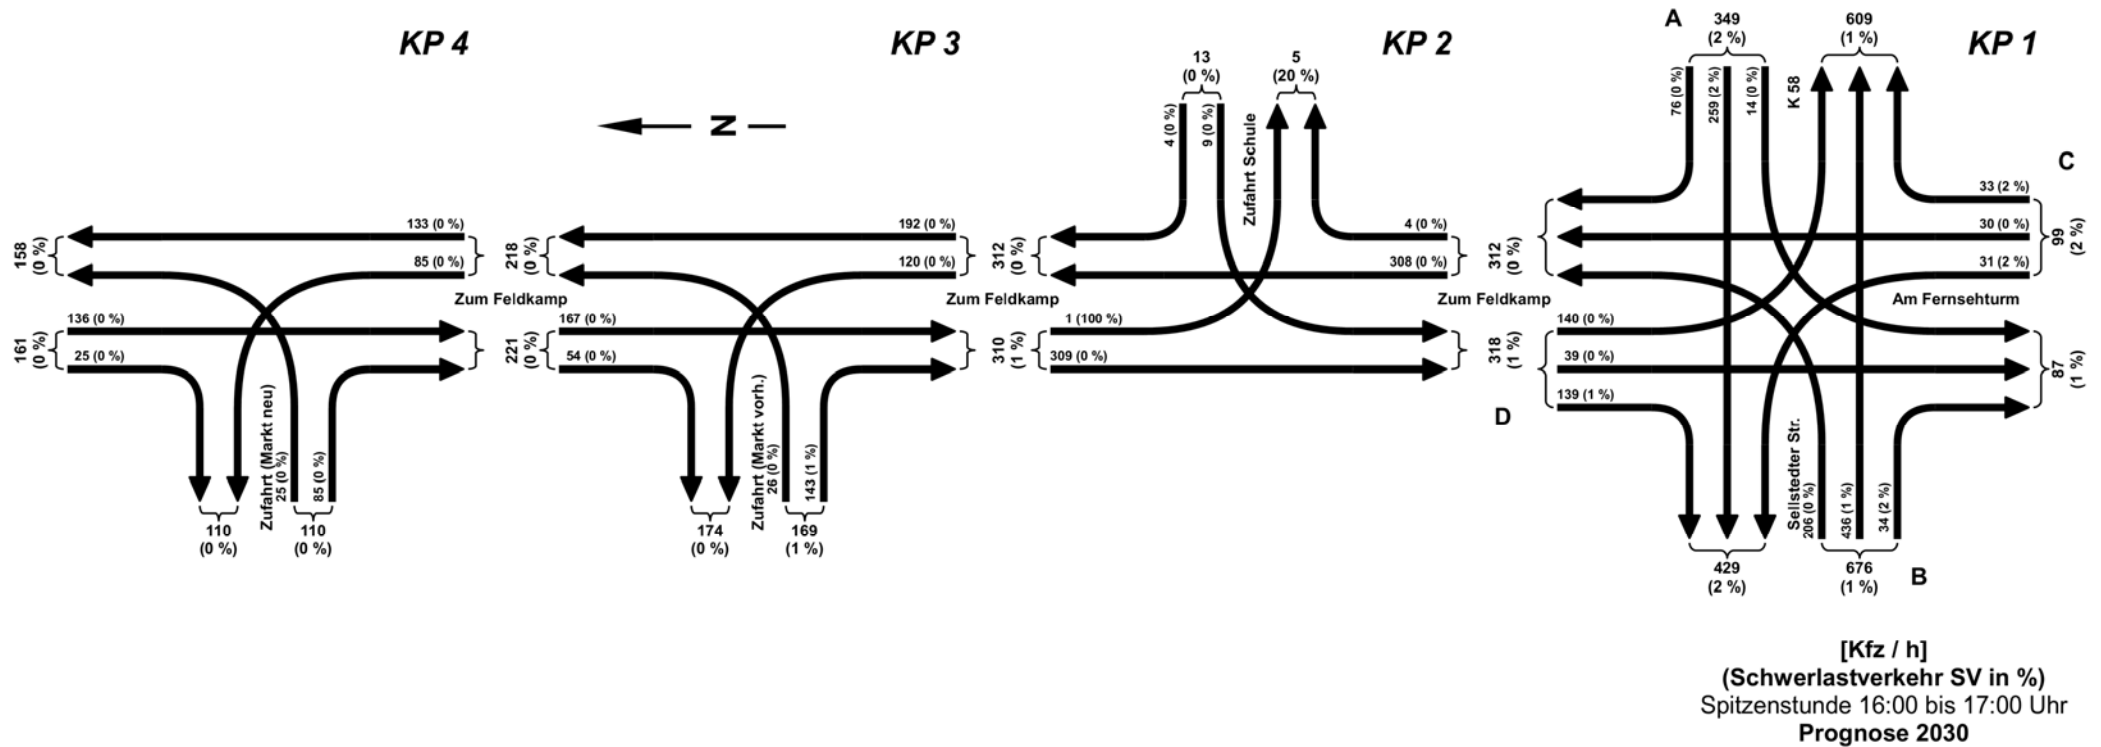 KP 4
KP 3
KP 2
KP 1
N
158
(0 %)
133 (0 %)
85 (0 %)
161
(0 %)
136 (0 %)
25 (0 %)
Zum Feldkamp
Zufahrt (Markt neu)
25 (0 %)
85 (0 %)
110
(0 %)
110
(0 %)
218
(0 %)
192 (0 %)
120 (0 %)
221
(0 %)
167 (0 %)
54 (0 %)
Zum Feldkamp
Zufahrt (Markt vorh.)
26 (0 %)
143 (1 %)
174
(0 %)
169
(1 %)
13
(0 %)
5
(20 %)
4 (0 %)
9 (0 %)
Zufahrt Schule
312
(0 %)
4 (0 %)
308 (0 %)
310
(1 %)
1 (100 %)
309 (0 %)
Zum Feldkamp
A
349
(2 %)
609
(1 %)
76 (0 %)
259 (2 %)
14 (0 %)
K 58
C
312
(0 %)
33 (2 %)
30 (0 %)
31 (2 %)
99
(2 %)
318
(1 %)
140 (0 %)
39 (0 %)
139 (1 %)
D
Am Fernsehturm
87
(1 %)
Sellstedter Str.
206 (0 %)
436 (1 %)
34 (2 %)
429
(2 %)
676
(1 %)
B
[Kfz / h]
(Schwerlastverkehr SV in %)
Spitzenstunde 16:00 bis 17:00 Uhr
Prognose 2030